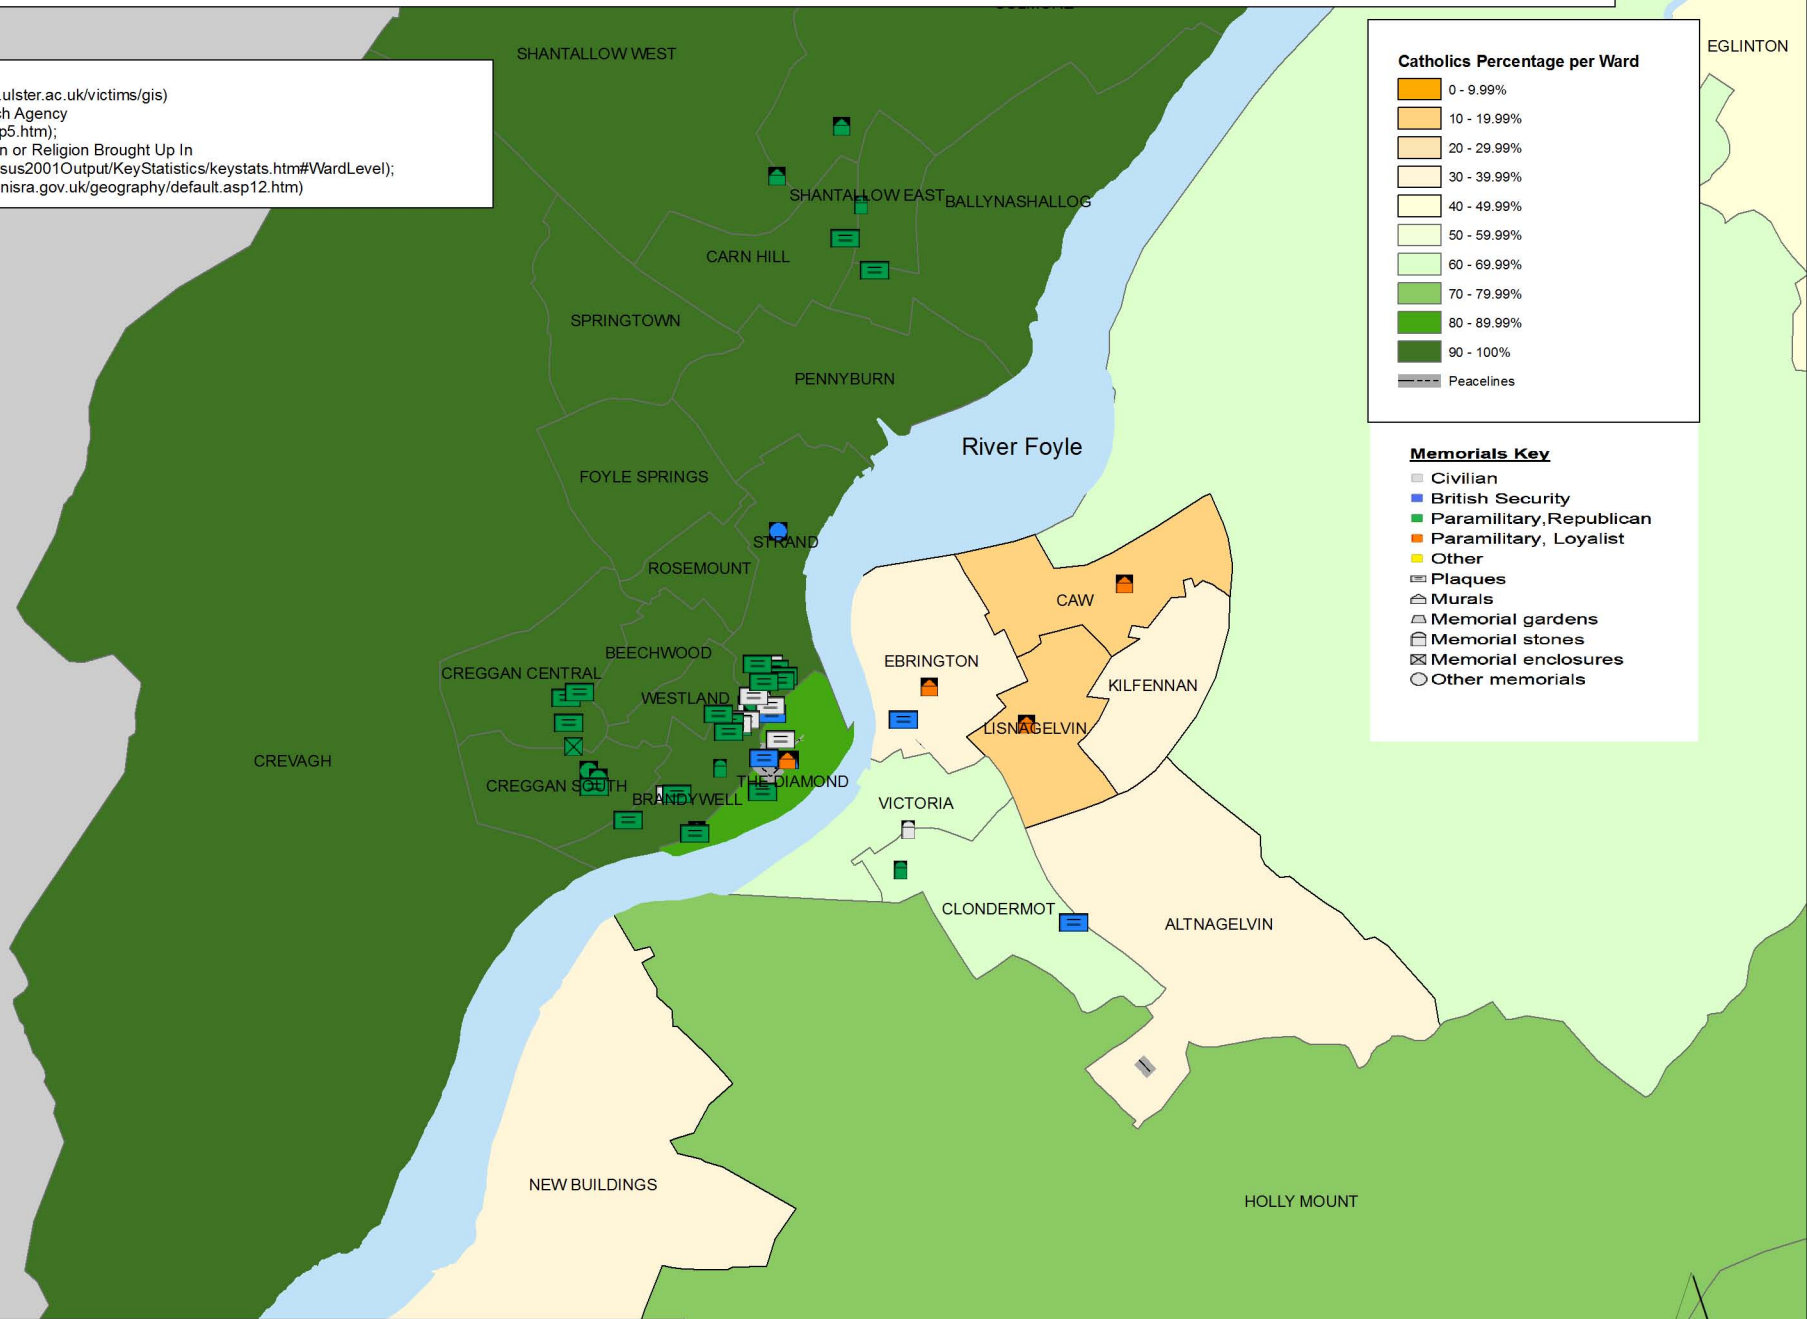 SHANTALLOW WEST
EGLINTON
.ulster.ac.uk/victims/gis)
ch Agency
p5.htm);
n or Religion Brought Up In
sus2001Output/KeyStatistics/keystats.htm#WardLevel);
nisra.gov.uk/geography/default.asp12.htm)
Catholics Percentage per Ward
0 - 9.99%
10 - 19.99%
20 - 29.99%
30 - 39.99%
40 - 49.99%
50 - 59.99%
60 - 69.99%
70 - 79.99%
80 - 89.99%
90 - 100%
Peacelines
Memorials Key
Civilian
British Security
Paramilitary,Republican
Paramilitary, Loyalist
Other
Plaques
Murals
Memorial gardens
Memorial stones
Memorial enclosures
Other memorials
SHANTALLOW EAST
BALLYNASHALLOG
CARN HILL
SPRINGTOWN
PENNYBURN
River Foyle
FOYLE SPRINGS
STRAND
ROSEMOUNT
CAW
BEECHWOOD
EBRINGTON
CREGGAN CENTRAL
KILFENNAN
WESTLAND
LISNAGELVIN
CREVAGH
THE DIAMOND
CREGGAN SOUTH
BRANDYWELL
VICTORIA
CLONDERMOT
ALTNAGELVIN
NEW BUILDINGS
HOLLY MOUNT